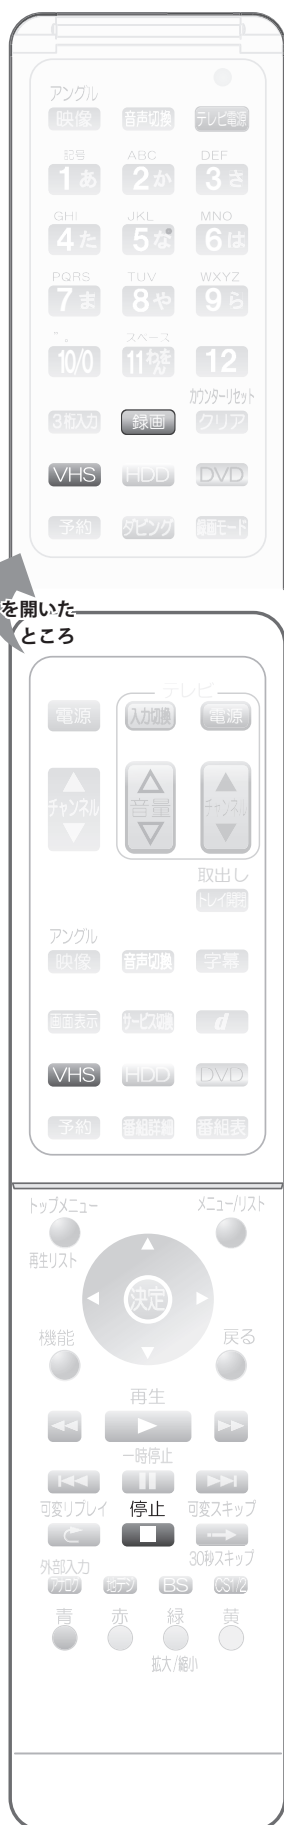 アングル
映像 音声切換 テレビ電源
記号 ABC DEF
1あ 2か 3さ
GHI JKL MNO
4た 5な 6は
PQRS TUV WXYZ
7ま 8や 9ら
゛゜ スペース
10/0 11わをん 12
カウンターリセット
3桁入力 録画 クリア
VHS HDD DVD
予約 ダビング 録画モード
を開いた
ところ
テレビ
電源 入力切換 電源
チャンネル 音量 チャンネル
取出し
トレイ開閉
アングル
映像 音声切換 字幕
画面表示 サービス切換 d
VHS HDD DVD
予約 番組詳細 番組表
トップメニュー メニュー/リスト
再生リスト
決定
機能 戻る
再生
一時停止
可変リプレイ 停止 可変スキップ
30秒スキップ
外部入力
アナログ 地デジ BS CS1/2
青 赤 緑 黄
拡大/縮小